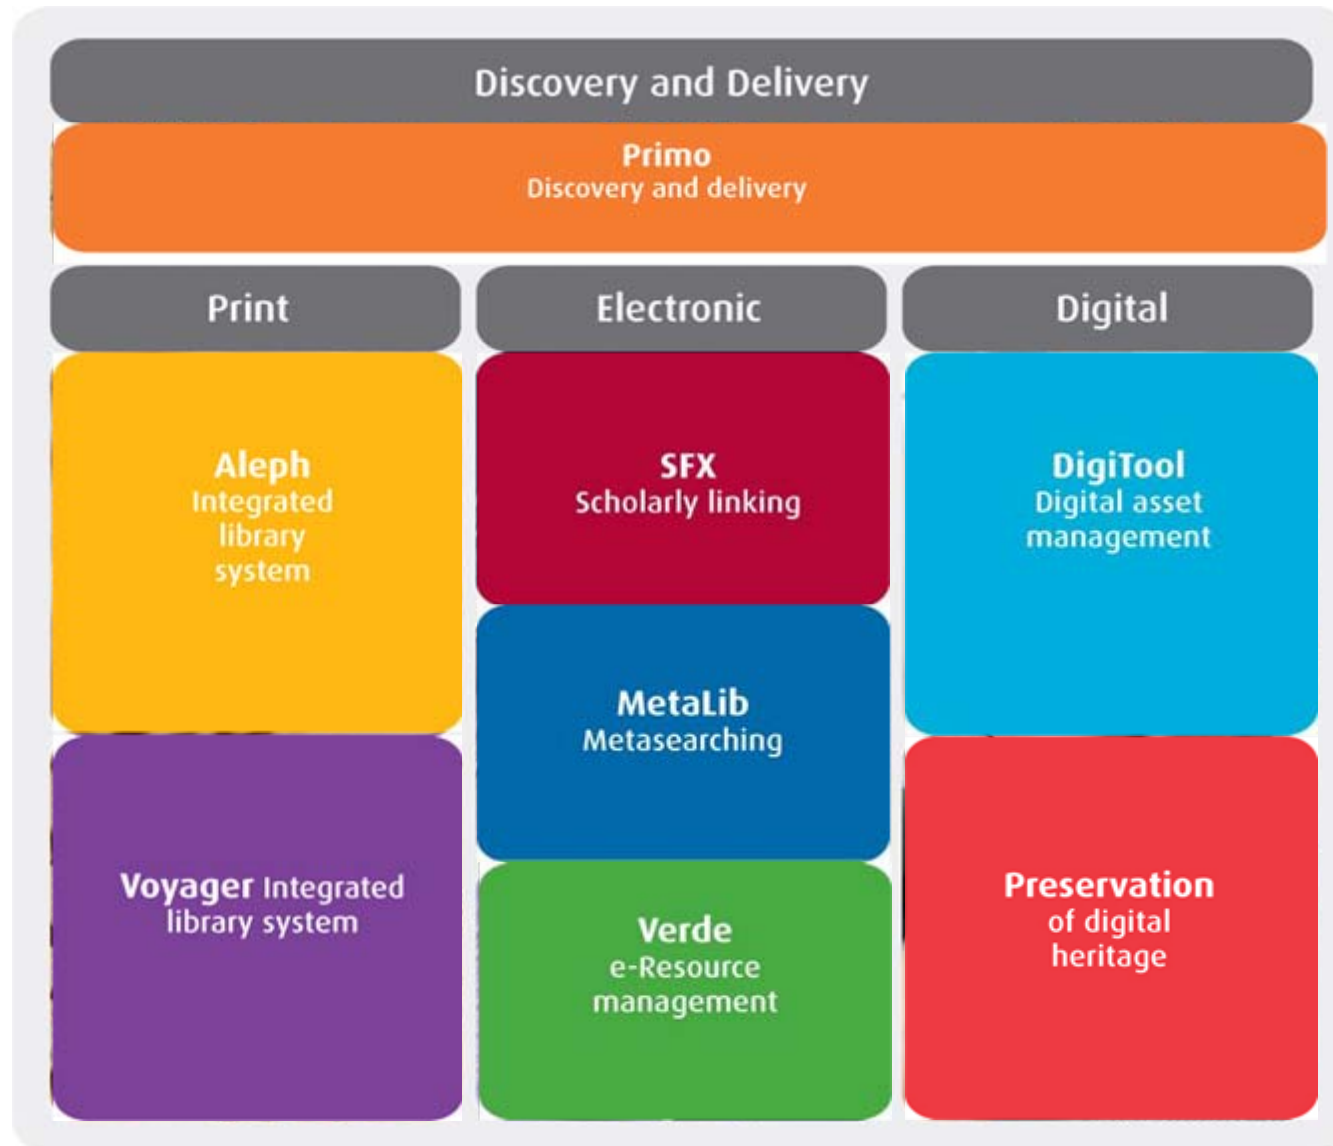 Discovery and Delivery
Primo
Discovery and delivery
Print
Electronic
Digital
Aleph
Integrated
library
system
Voyager Integrated
library system
SFX
Scholarly linking
MetaLib
Metasearching
Verde
e-Resource
management
DigiTool
Digital asset
management
Preservation
of digital
heritage